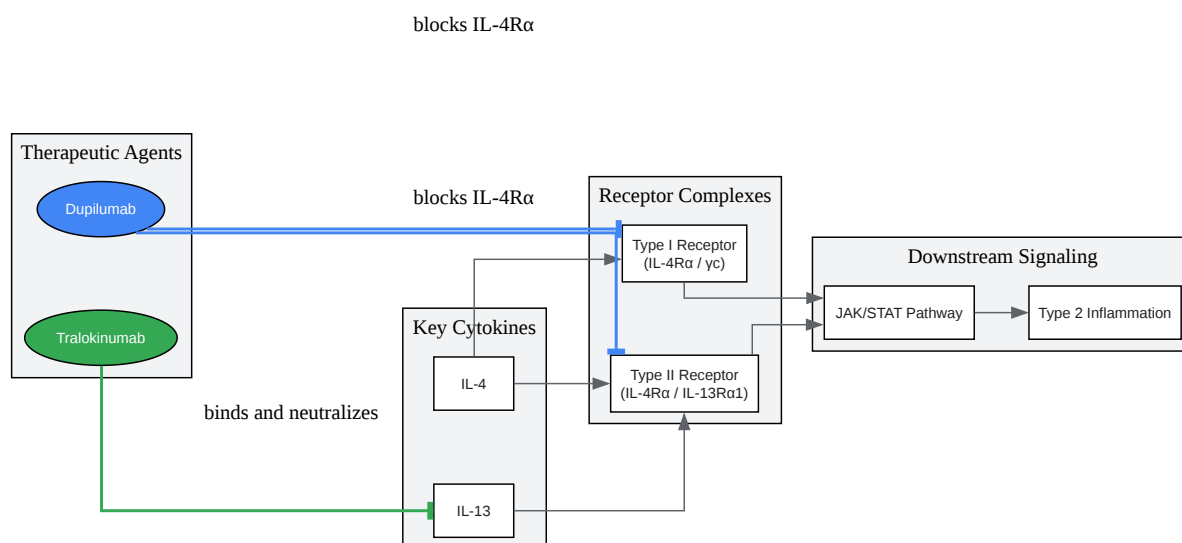 blocks IL-4Rα
Therapeutic Agents
Dupilumab
Tralokinumab
blocks IL-4Rα
binds and neutralizes
Key Cytokines
IL-4
IL-13
Receptor Complexes
Type I Receptor
(IL-4Rα / γc)
Type II Receptor
(IL-4Rα / IL-13Rα1)
Downstream Signaling
JAK/STAT Pathway
Type 2 Inflammation